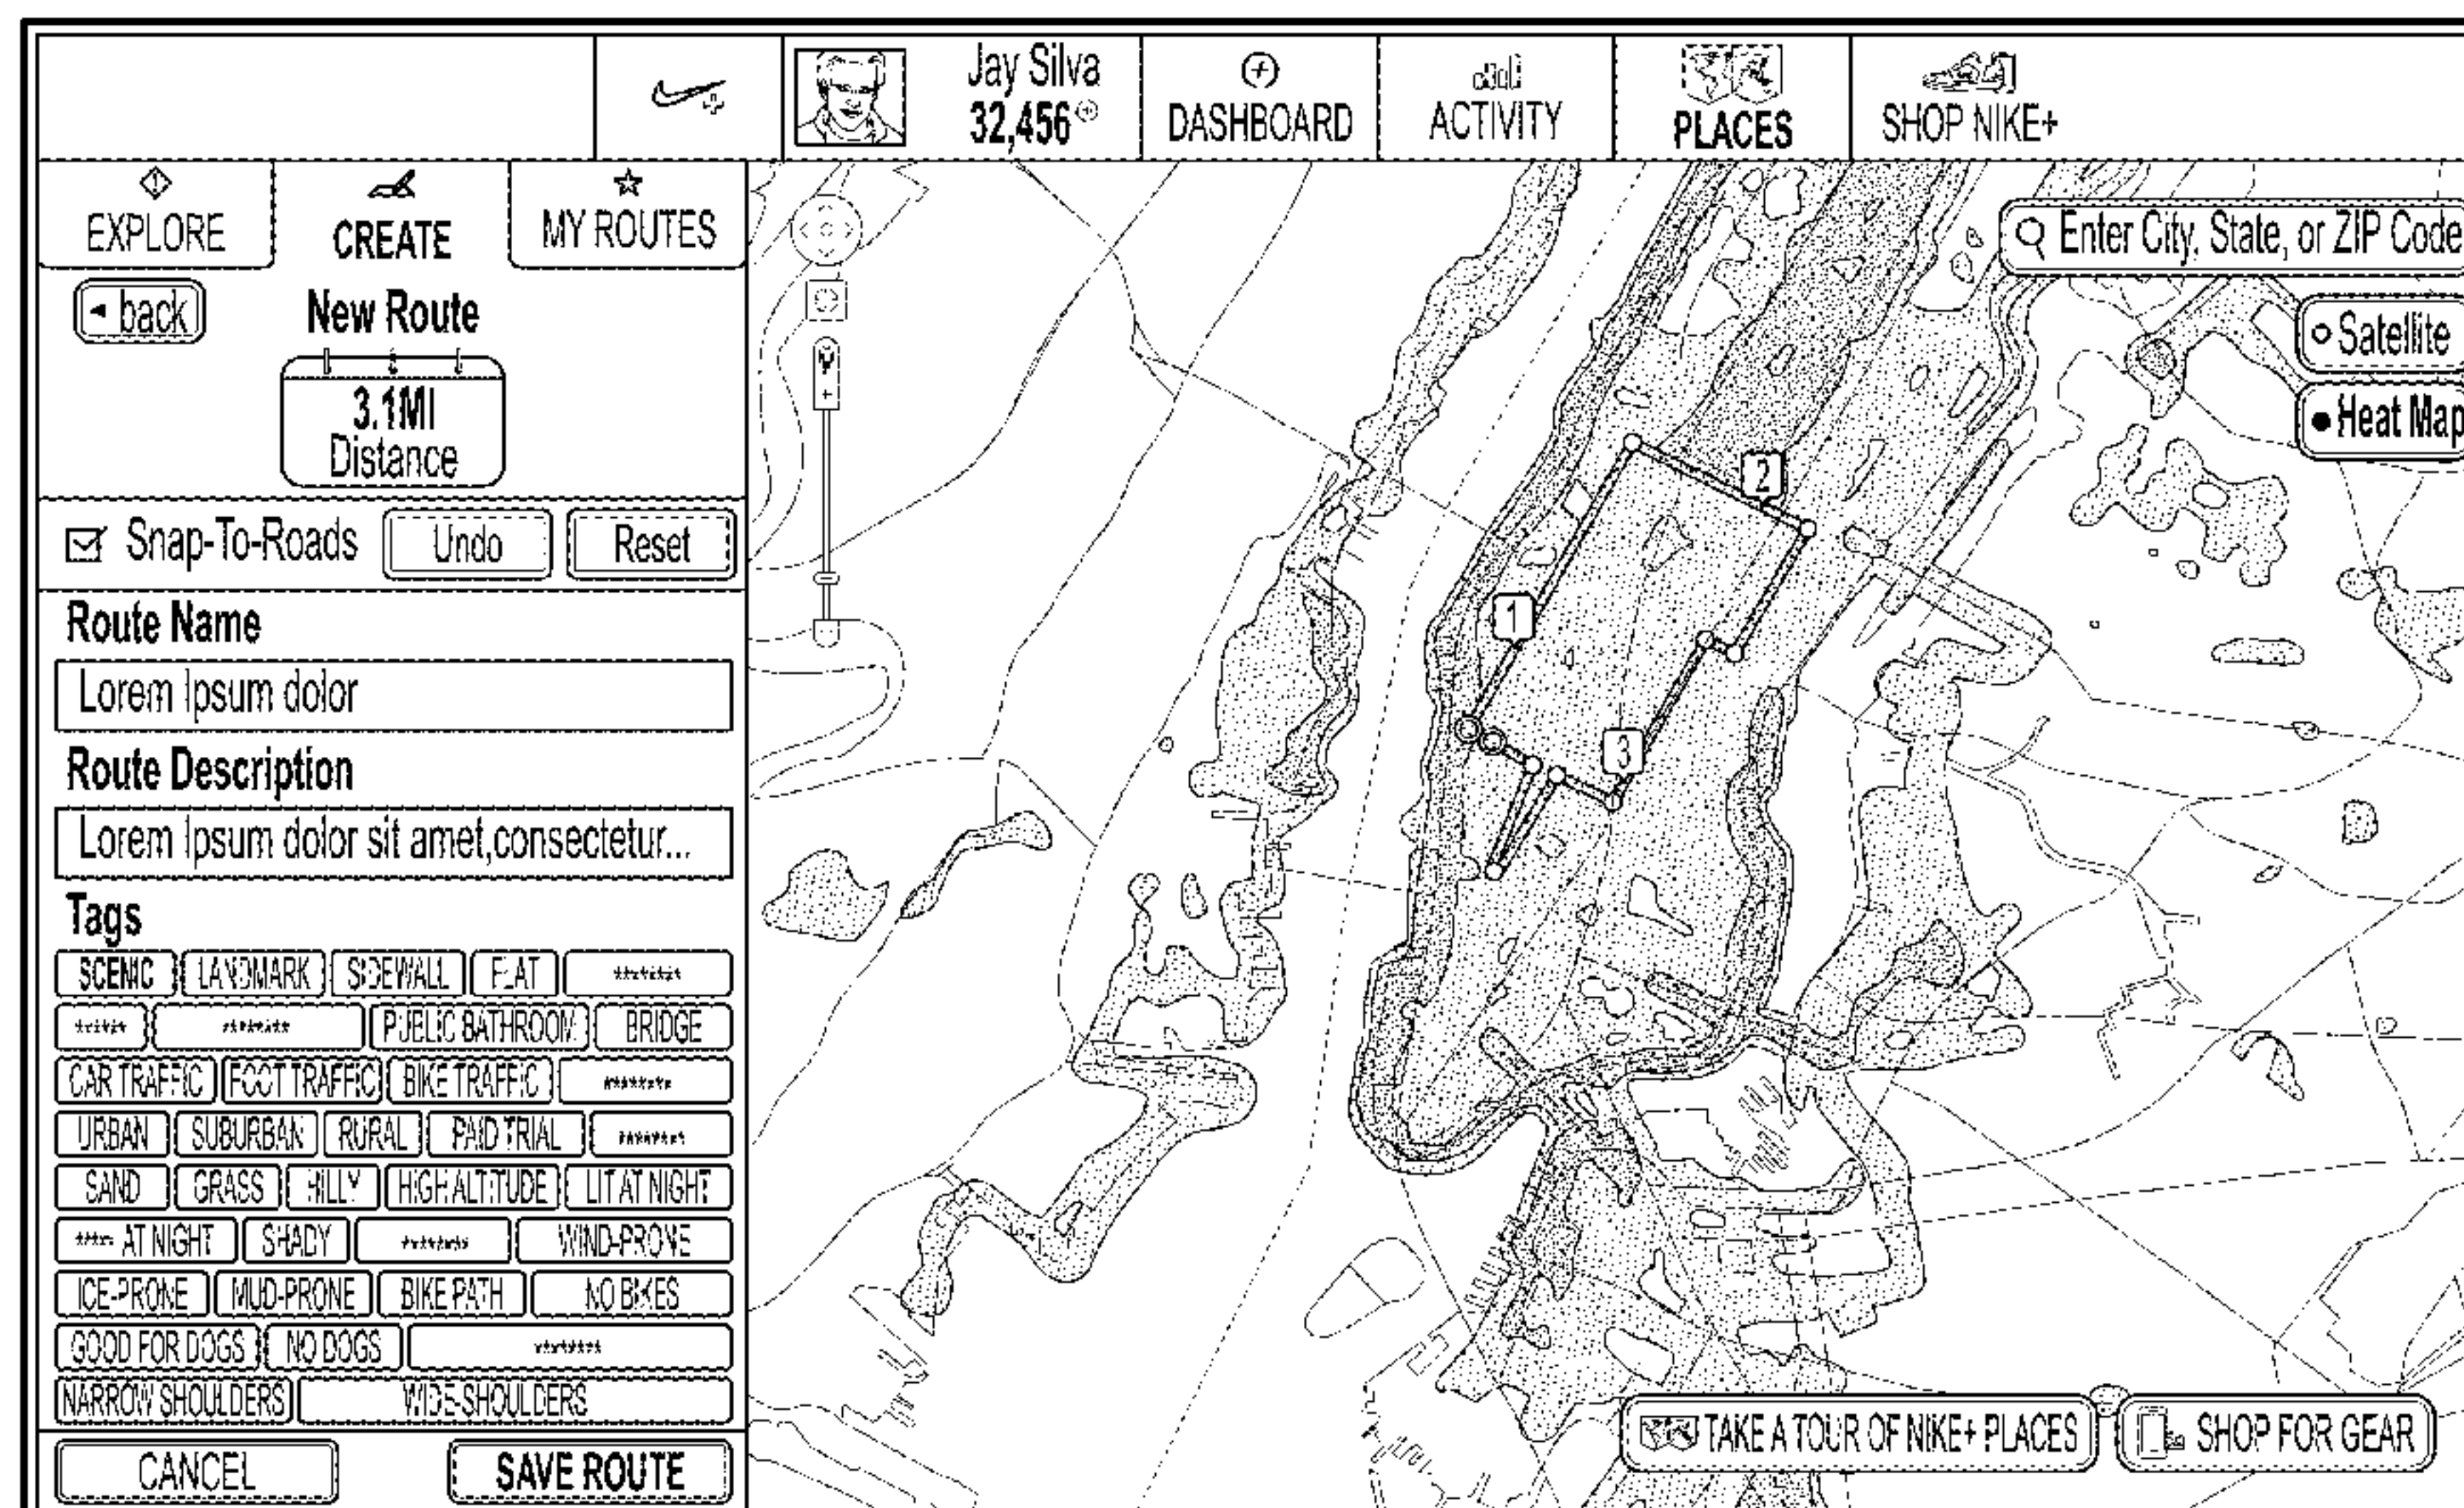 Jay Silva
32,456
DASHBOARD
ACTIVITY
PLACES
SHOP NIKE+
EXPLORE
CREATE
MY ROUTES
Enter City, State, or ZIP Code
back
New Route
Satellite
3.1MI
Distance
Heat Map
Snap-To-Roads
Undo
Reset
Route Name
Lorem Ipsum dolor
Route Description
Lorem Ipsum dolor sit amet,consectetur...
Tags
SCENIC LANDMARK SIDEWALL FLAT *******
****** ******** PUBLIC BATHROOM BRIDGE
CAR TRAFFIC FOOT TRAFFIC BIKE TRAFFIC ********
URBAN SUBURBAN RURAL PAID TRIAL ********
SAND GRASS HILLY HIGH ALTITUDE LIT AT NIGHT
***** AT NIGHT SHADY ******** WIND-PRONE
ICE-PRONE MUD-PRONE BIKE PATH NO BIKES
GOOD FOR DOGS NO DOGS ********
NARROW SHOULDERS WIDE-SHOULDERS
CANCEL
SAVE ROUTE
1
2
3
TAKE A TOUR OF NIKE+ PLACES
SHOP FOR GEAR